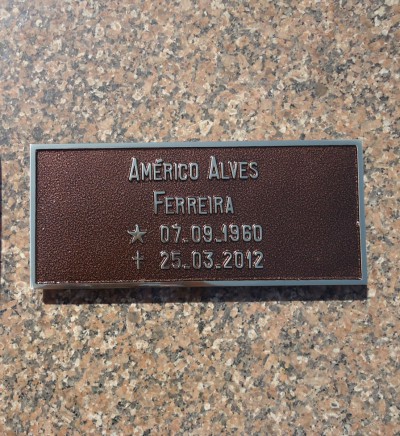 Américo Alves
Ferreira
★ 07.09.1960
✝ 25.03.2012